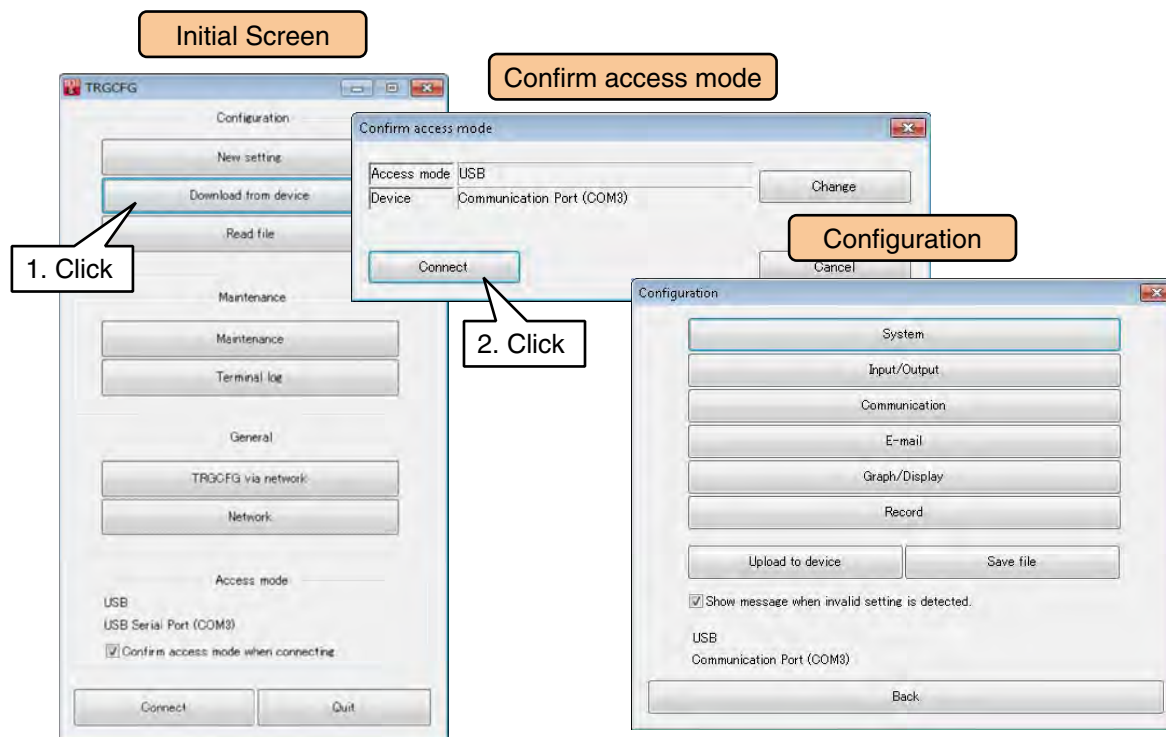 Initial Screen
TRGCFG
Configuration
New setting
Download from device
Read file
1. Click
Maintenance
Maintenance
Terminal log
General
TRGCFG via network
Network
Access mode
USB
USB Serial Port (COM3)
Confirm access mode when connecting
Connect
Quit
Confirm access mode
Confirm access mode
Access mode USB
Device Communication Port (COM3)
Change
Connect
Cancel
2. Click
Configuration
Configuration
System
Input/Output
Communication
E-mail
Graph/Display
Record
Upload to device
Save file
Show message when invalid setting is detected.
USB
Communication Port (COM3)
Back